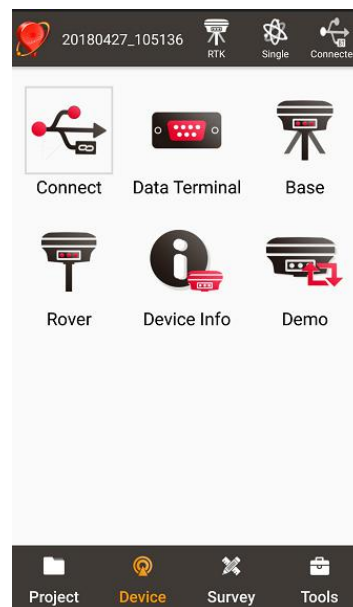 20180427_105136
RTK
Single
Connecte
Connect
Data Terminal
Base
Rover
Device Info
Demo
Project
Device
Survey
Tools